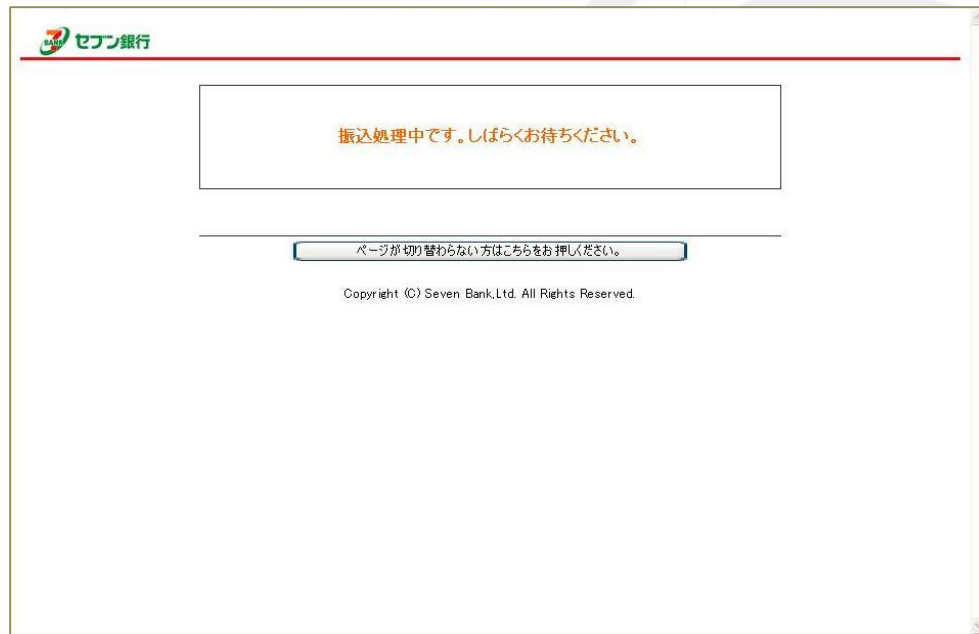 BANK セブン銀行
振込処理中です。しばらくお待ちください。
ページが切り替わらない方はこちらをお押しください。
Copyright (C) Seven Bank,Ltd. All Rights Reserved.